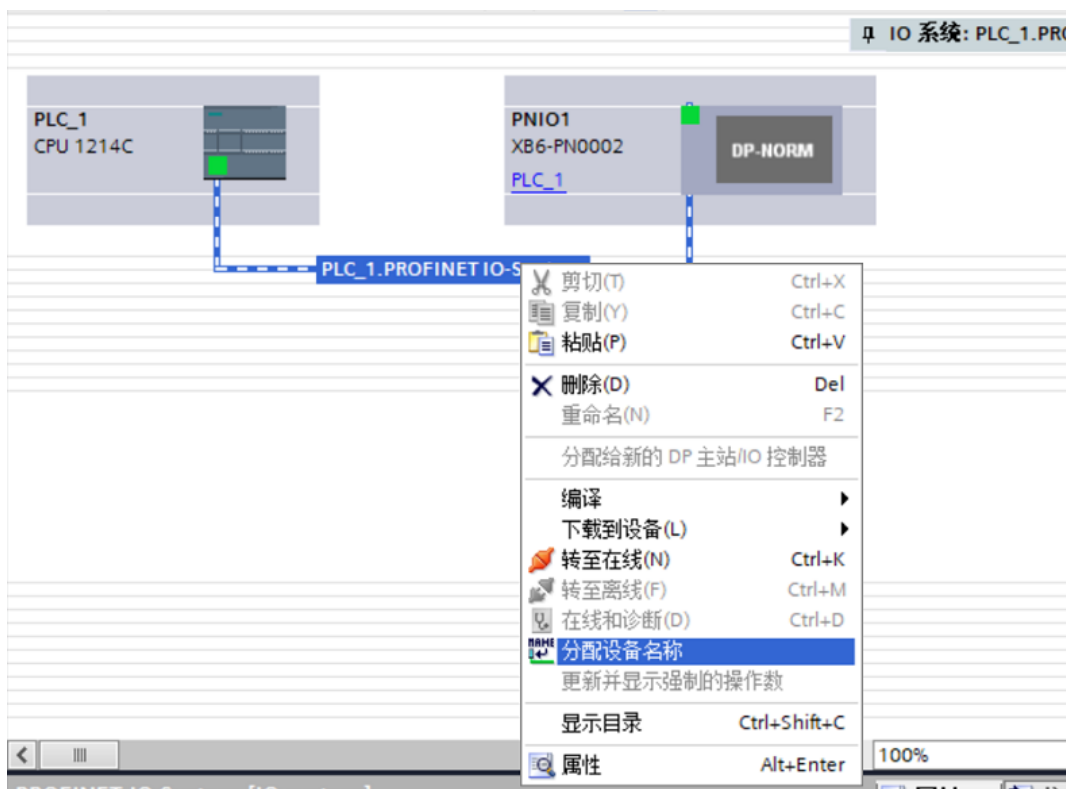 IO 系统: PLC_1.PRO
PLC_1
CPU 1214C
PNIO1
XB6-PN0002
PLC_1
DP-NORM
PLC_1.PROFINET IO-S
剪切(T) Ctrl+X
复制(Y) Ctrl+C
粘贴(P) Ctrl+V
删除(D) Del
重命名(N) F2
分配给新的 DP 主站/IO 控制器
编译
下载到设备(L)
转至在线(N) Ctrl+K
转至离线(F) Ctrl+M
在线和诊断(D) Ctrl+D
NAME 分配设备名称
更新并显示强制的操作数
显示目录 Ctrl+Shift+C
属性 Alt+Enter
100%